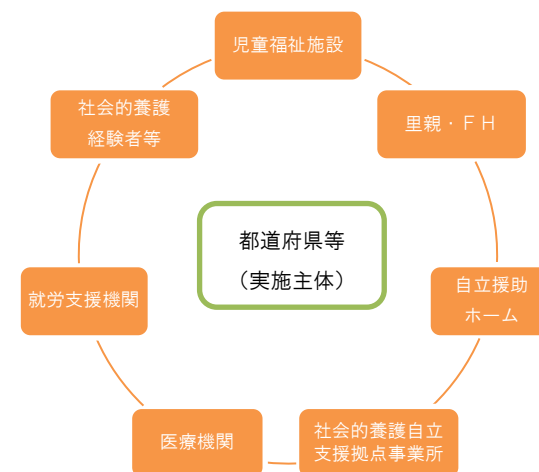 児童福祉施設
社会的養護
経験者等
里親・ＦＨ
都道府県等
（実施主体）
就労支援機関
自立援助
ホーム
医療機関
社会的養護自立
支援拠点事業所